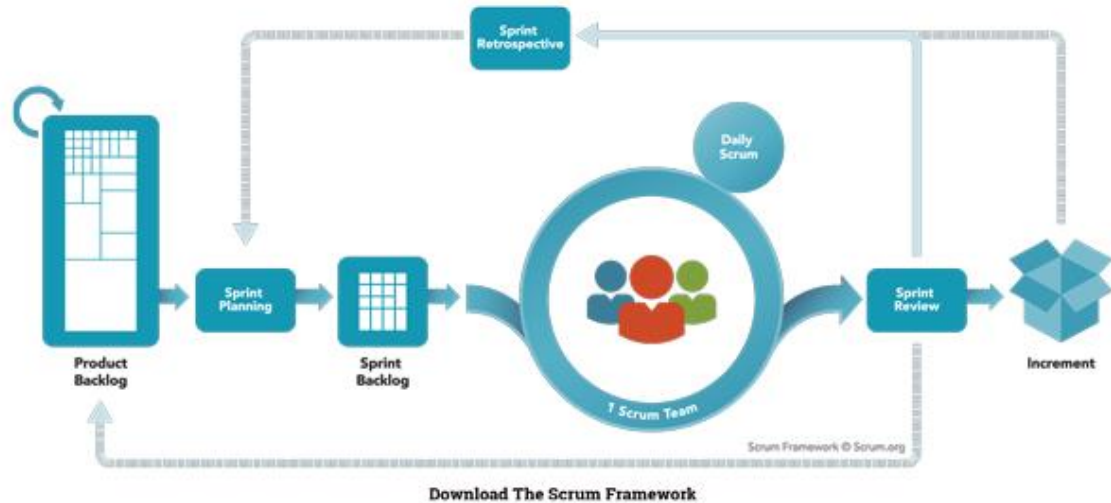 Sprint
Retrospective
Daily
Scrum
Sprint
Planning
Sprint
Review
Product
Backlog
Sprint
Backlog
Increment
1 Scrum Team
Scrum Framework © Scrum.org
Download The Scrum Framework